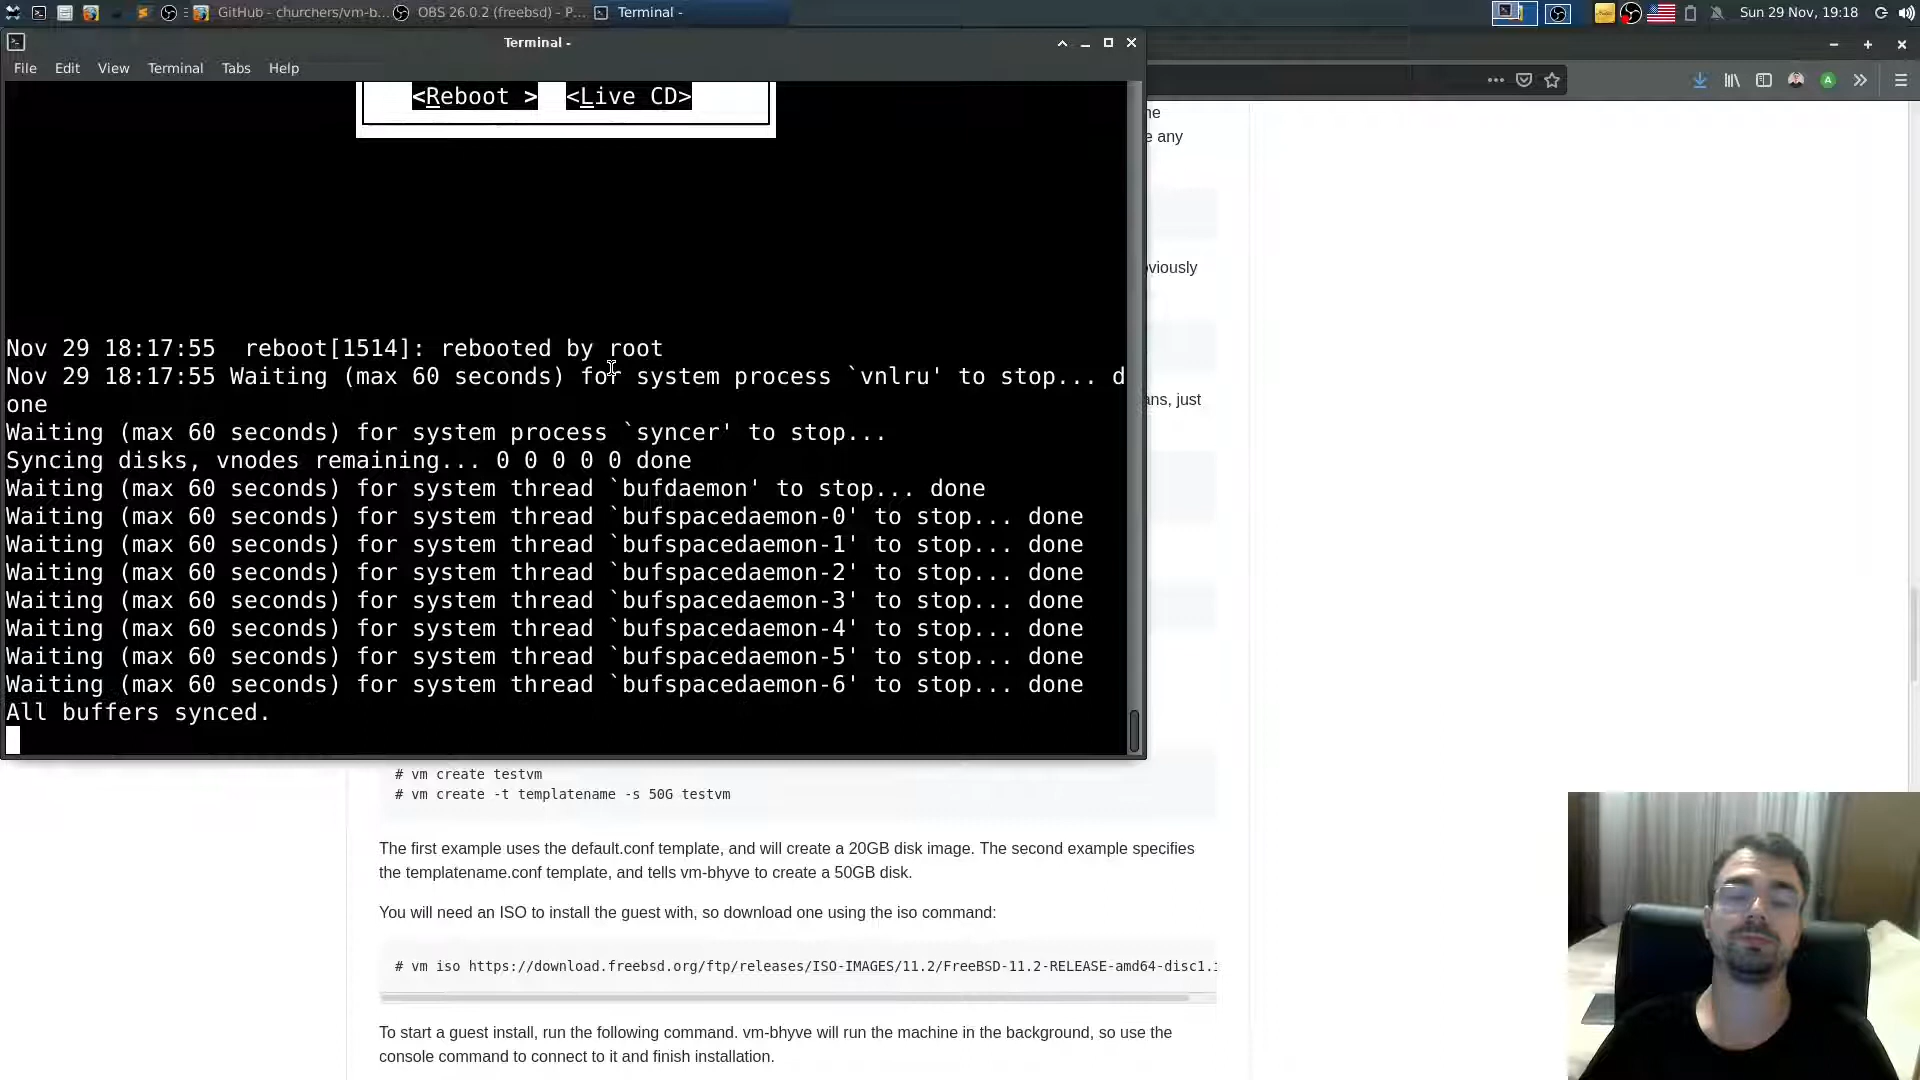 GitHub - churchers/vm-b...
OBS 26.0.2 (freebsd) - P...
Terminal -
Sun 29 Nov, 19:18
Terminal -
File Edit View Terminal Tabs Help
<Reboot > <Live CD>
e any
viously
ans, just
Nov 29 18:17:55  reboot[1514]: rebooted by root
Nov 29 18:17:55 Waiting (max 60 seconds) for system process `vnlru' to stop... d
one
Waiting (max 60 seconds) for system process `syncer' to stop...
Syncing disks, vnodes remaining... 0 0 0 0 0 done
Waiting (max 60 seconds) for system thread `bufdaemon' to stop... done
Waiting (max 60 seconds) for system thread `bufspacedaemon-0' to stop... done
Waiting (max 60 seconds) for system thread `bufspacedaemon-1' to stop... done
Waiting (max 60 seconds) for system thread `bufspacedaemon-2' to stop... done
Waiting (max 60 seconds) for system thread `bufspacedaemon-3' to stop... done
Waiting (max 60 seconds) for system thread `bufspacedaemon-4' to stop... done
Waiting (max 60 seconds) for system thread `bufspacedaemon-5' to stop... done
Waiting (max 60 seconds) for system thread `bufspacedaemon-6' to stop... done
All buffers synced.
# vm create testvm
# vm create -t templatename -s 50G testvm
The first example uses the default.conf template, and will create a 20GB disk image. The second example specifies
the templatename.conf template, and tells vm-bhyve to create a 50GB disk.
You will need an ISO to install the guest with, so download one using the iso command:
# vm iso https://download.freebsd.org/ftp/releases/ISO-IMAGES/11.2/FreeBSD-11.2-RELEASE-amd64-disc1.i
To start a guest install, run the following command. vm-bhyve will run the machine in the background, so use the
console command to connect to it and finish installation.